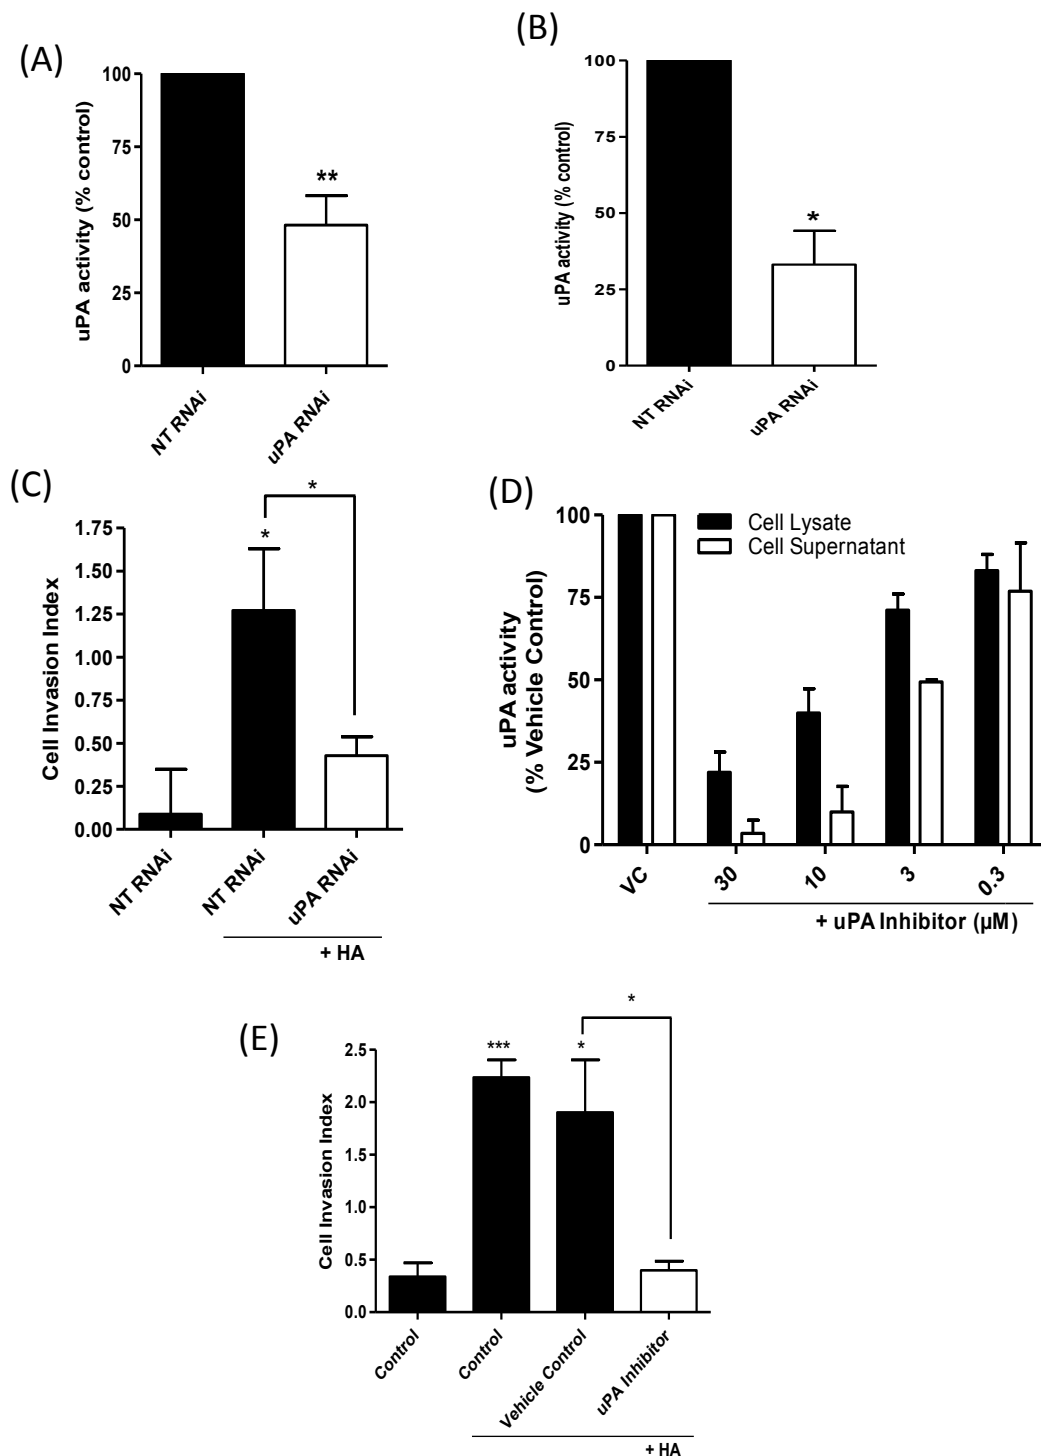 (A)
uPA activity (% control)
100
75
50
25
0
**
NT RNAi
uPA RNAi
(B)
uPA activity (% control)
100
75
50
25
0
*
NT RNAi
uPA RNAi
(C)
Cell Invasion Index
1.75
1.50
1.25
1.00
0.75
0.50
0.25
0.00
*
*
NT RNAi
NT RNAi
uPA RNAi
+ HA
(D)
uPA activity
(% Vehicle Control)
100
75
50
25
0
Cell Lysate
Cell Supernatant
VC
30
10
3
0.3
+ uPA Inhibitor (µM)
(E)
Cell Invasion Index
2.5
2.0
1.5
1.0
0.5
0.0
***
*
*
Control
Control
Vehicle Control
uPA Inhibitor
+ HA